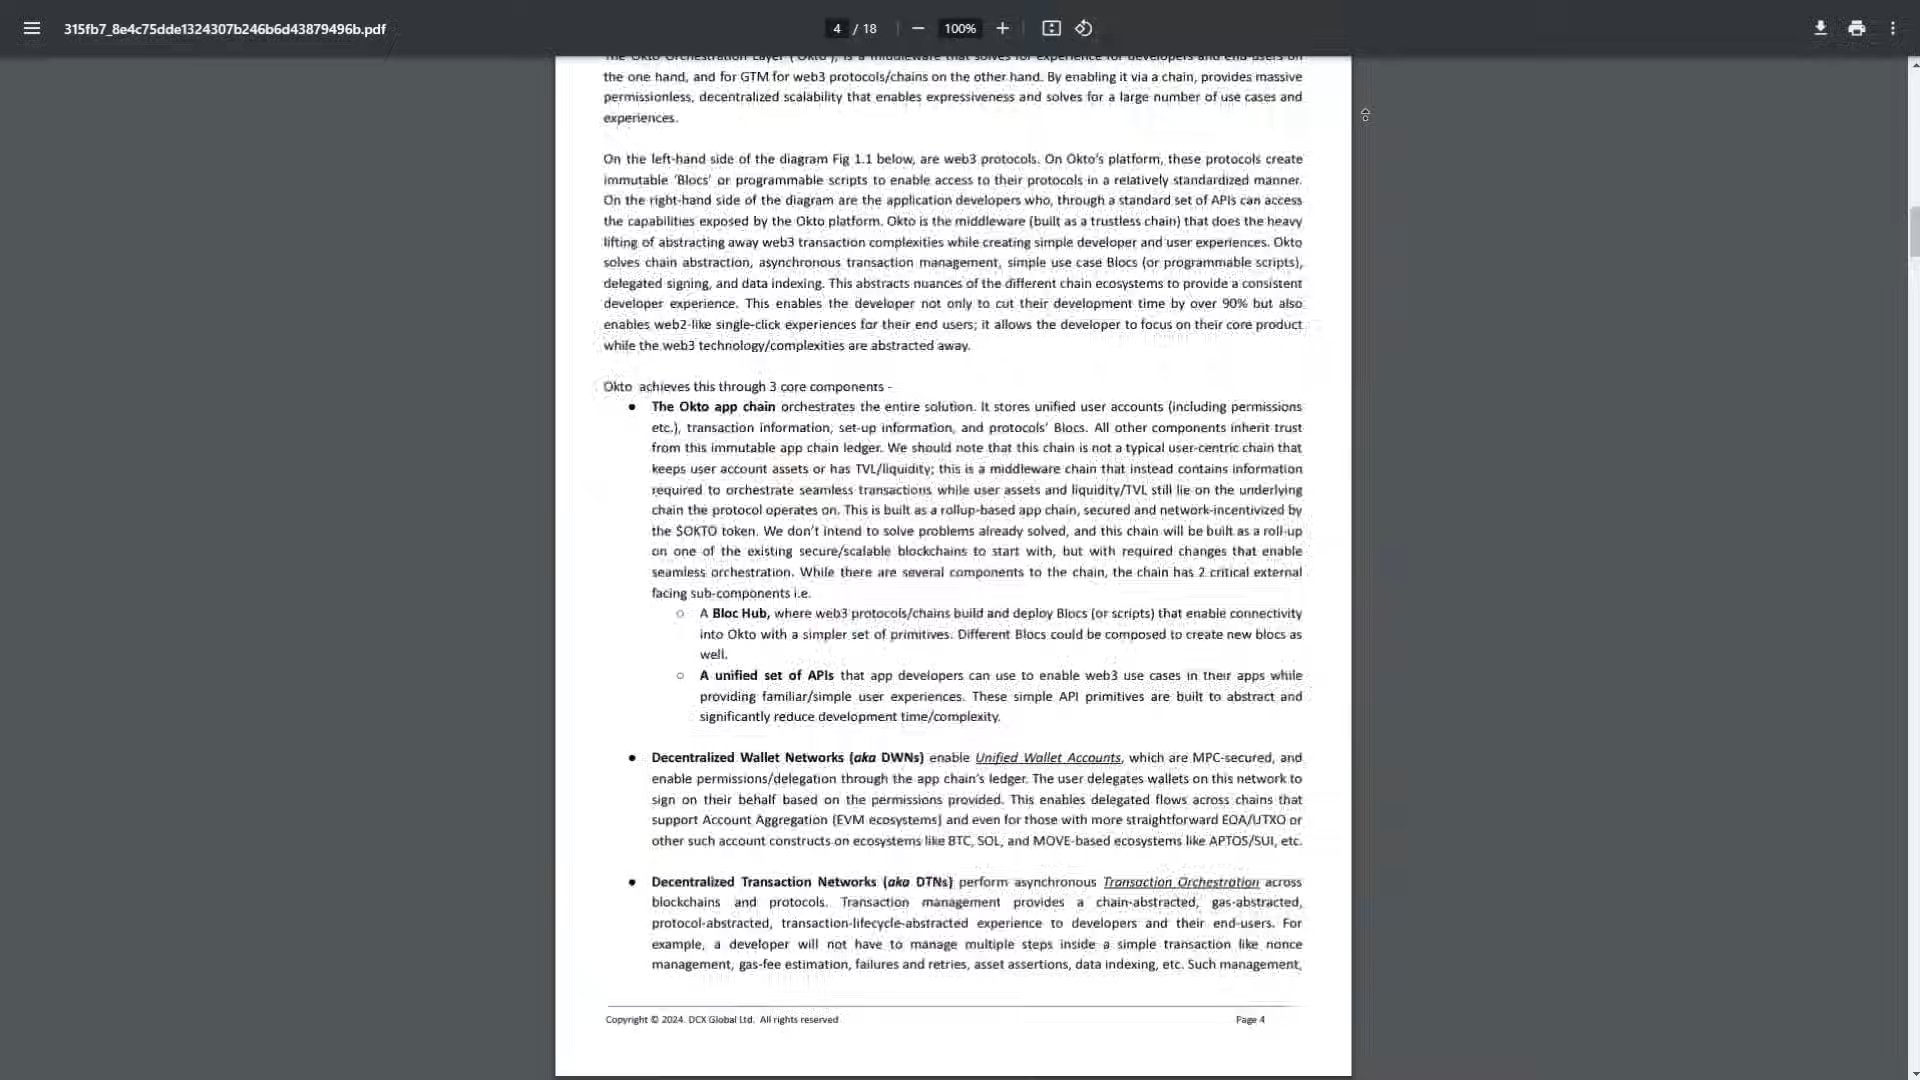 315fb7_8e4c75dde1324307b246b6d43879496b.pdf
4 / 18
100%
The Okto Orchestration Layer ('Okto'), is a middleware that solves for experience for developers and end-users on
the one hand, and for GTM for web3 protocols/chains on the other hand. By enabling it via a chain, provides massive
permissionless, decentralized scalability that enables expressiveness and solves for a large number of use cases and
experiences.
On the left-hand side of the diagram Fig 1.1 below, are web3 protocols. On Okto's platform, these protocols create
immutable 'Blocs' or programmable scripts to enable access to their protocols in a relatively standardized manner.
On the right-hand side of the diagram are the application developers who, through a standard set of APIs can access
the capabilities exposed by the Okto platform. Okto is the middleware (built as a trustless chain) that does the heavy
lifting of abstracting away web3 transaction complexities while creating simple developer and user experiences. Okto
solves chain abstraction, asynchronous transaction management, simple use case Blocs (or programmable scripts),
delegated signing, and data indexing. This abstracts nuances of the different chain ecosystems to provide a consistent
developer experience. This enables the developer not only to cut their development time by over 90% but also
enables web2-like single-click experiences for their end users; it allows the developer to focus on their core product
while the web3 technology/complexities are abstracted away.
Okto achieves this through 3 core components -
● The Okto app chain orchestrates the entire solution. It stores unified user accounts (including permissions
etc.), transaction information, set-up information, and protocols' Blocs. All other components inherit trust
from this immutable app chain ledger. We should note that this chain is not a typical user-centric chain that
keeps user account assets or has TVL/liquidity; this is a middleware chain that instead contains information
required to orchestrate seamless transactions while user assets and liquidity/TVL still lie on the underlying
chain the protocol operates on. This is built as a rollup-based app chain, secured and network-incentivized by
the $OKTO token. We don't intend to solve problems already solved, and this chain will be built as a roll-up
on one of the existing secure/scalable blockchains to start with, but with required changes that enable
seamless orchestration. While there are several components to the chain, the chain has 2 critical external
facing sub-components i.e.
○ A Bloc Hub, where web3 protocols/chains build and deploy Blocs (or scripts) that enable connectivity
into Okto with a simpler set of primitives. Different Blocs could be composed to create new blocs as
well.
○ A unified set of APIs that app developers can use to enable web3 use cases in their apps while
providing familiar/simple user experiences. These simple API primitives are built to abstract and
significantly reduce development time/complexity.
● Decentralized Wallet Networks (aka DWNs) enable Unified Wallet Accounts, which are MPC-secured, and
enable permissions/delegation through the app chain's ledger. The user delegates wallets on this network to
sign on their behalf based on the permissions provided. This enables delegated flows across chains that
support Account Aggregation (EVM ecosystems) and even for those with more straightforward EOA/UTXO or
other such account constructs on ecosystems like BTC, SOL, and MOVE-based ecosystems like APTOS/SUI, etc.
● Decentralized Transaction Networks (aka DTNs) perform asynchronous Transaction Orchestration across
blockchains and protocols. Transaction management provides a chain-abstracted, gas-abstracted,
protocol-abstracted, transaction-lifecycle-abstracted experience to developers and their end-users. For
example, a developer will not have to manage multiple steps inside a simple transaction like nonce
management, gas-fee estimation, failures and retries, asset assertions, data indexing, etc. Such management,
Copyright © 2024. DCX Global Ltd. All rights reserved
Page 4